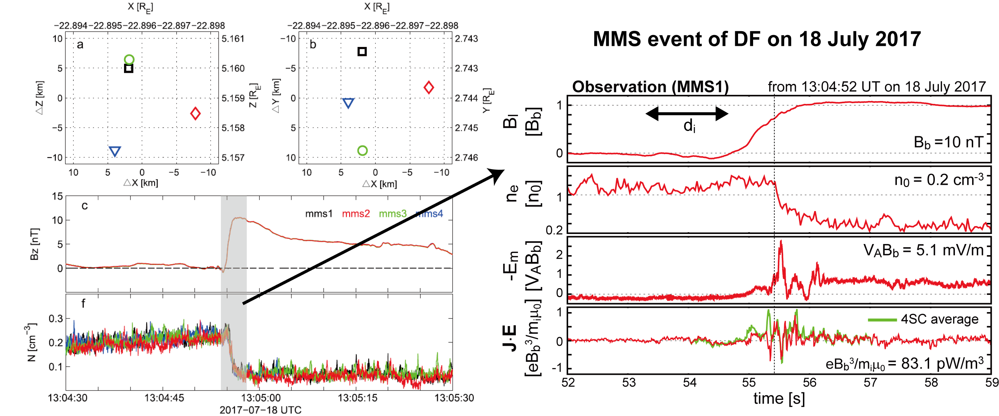 X [RE]
−22.894−22.895−22.896−22.897−22.898
a
10
5
0
−5
−10
△Z [km]
5.161
5.160
5.159
5.158
5.157
Z [RE]
10 5 0 −5 −10
△X [km]
X [RE]
−22.894−22.895−22.896−22.897−22.898
b
−10
−5
0
5
10
△Y [km]
2.743
2.743
2.744
2.745
2.746
Y [RE]
10 5 0 −5 −10
△X [km]
c
mms1 mms2 mms3 mms4
15
10
5
0
Bz [nT]
f
0.3
0.2
0.1
N [cm−3]
13:04:30 13:04:45 13:05:00 13:05:15 13:05:30
2017−07−18 UTC
MMS event of DF on 18 July 2017
Observation (MMS1) from 13:04:52 UT on 18 July 2017
Bl
[Bb]
1
0
di
Bb =10 nT
ne
[n0]
1
0.2
n0 = 0.2 cm-3
-Em
[VABb]
2
1
0
VABb = 5.1 mV/m
J·E
[eBb3/miμ0]
1
0
-1
4SC average
eBb3/miμ0 = 83.1 pW/m3
52 53 54 55 56 57 58 59
time [s]